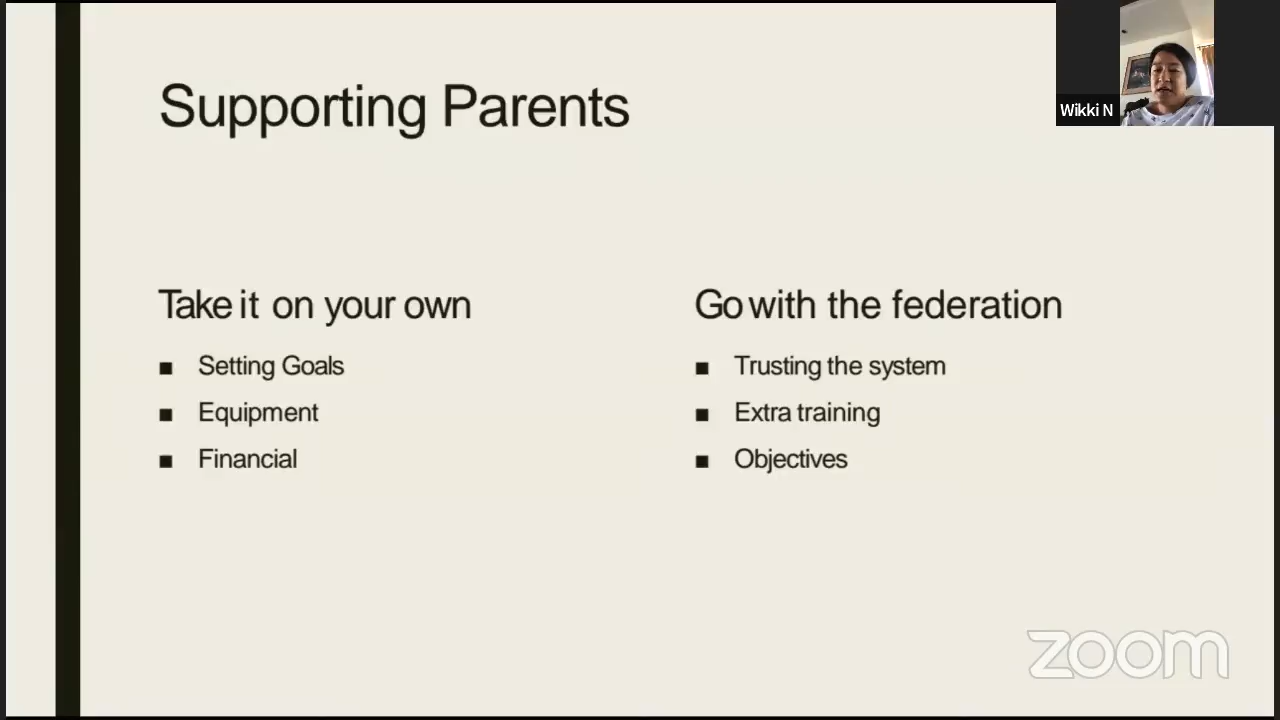 Supporting Parents
Wikki N
Take it on your own
■ Setting Goals
■ Equipment
■ Financial
Go with the federation
■ Trusting the system
■ Extra training
■ Objectives
zoom